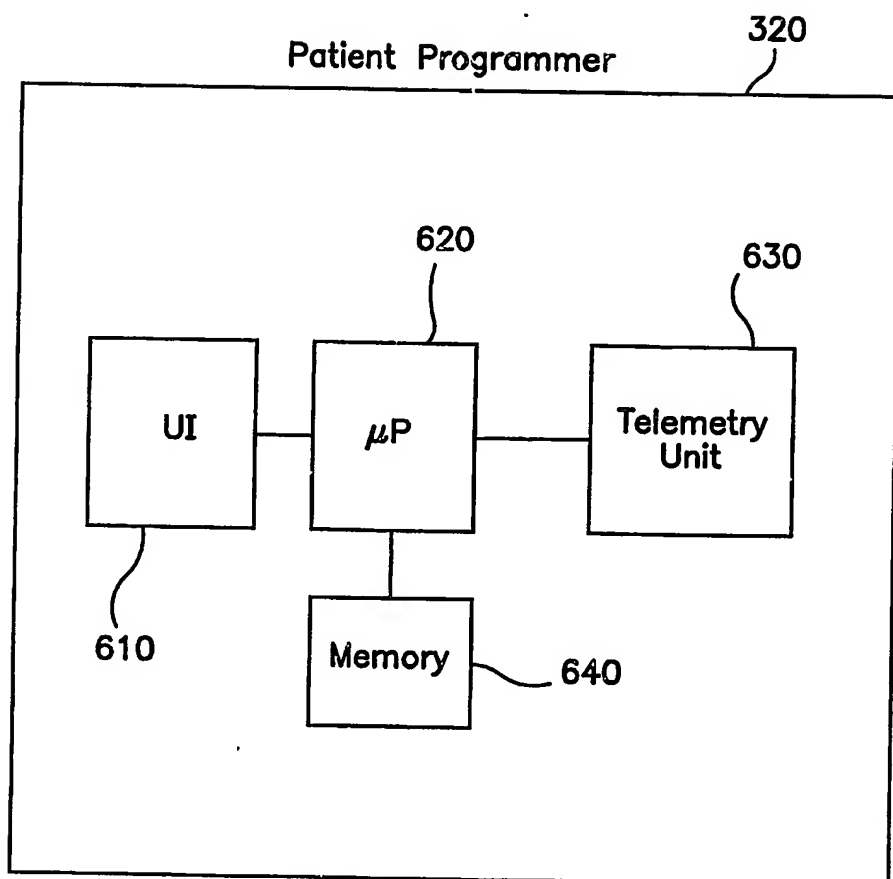 320
Patient Programmer
620
630
UI
μP
Telemetry
Unit
610
Memory
640